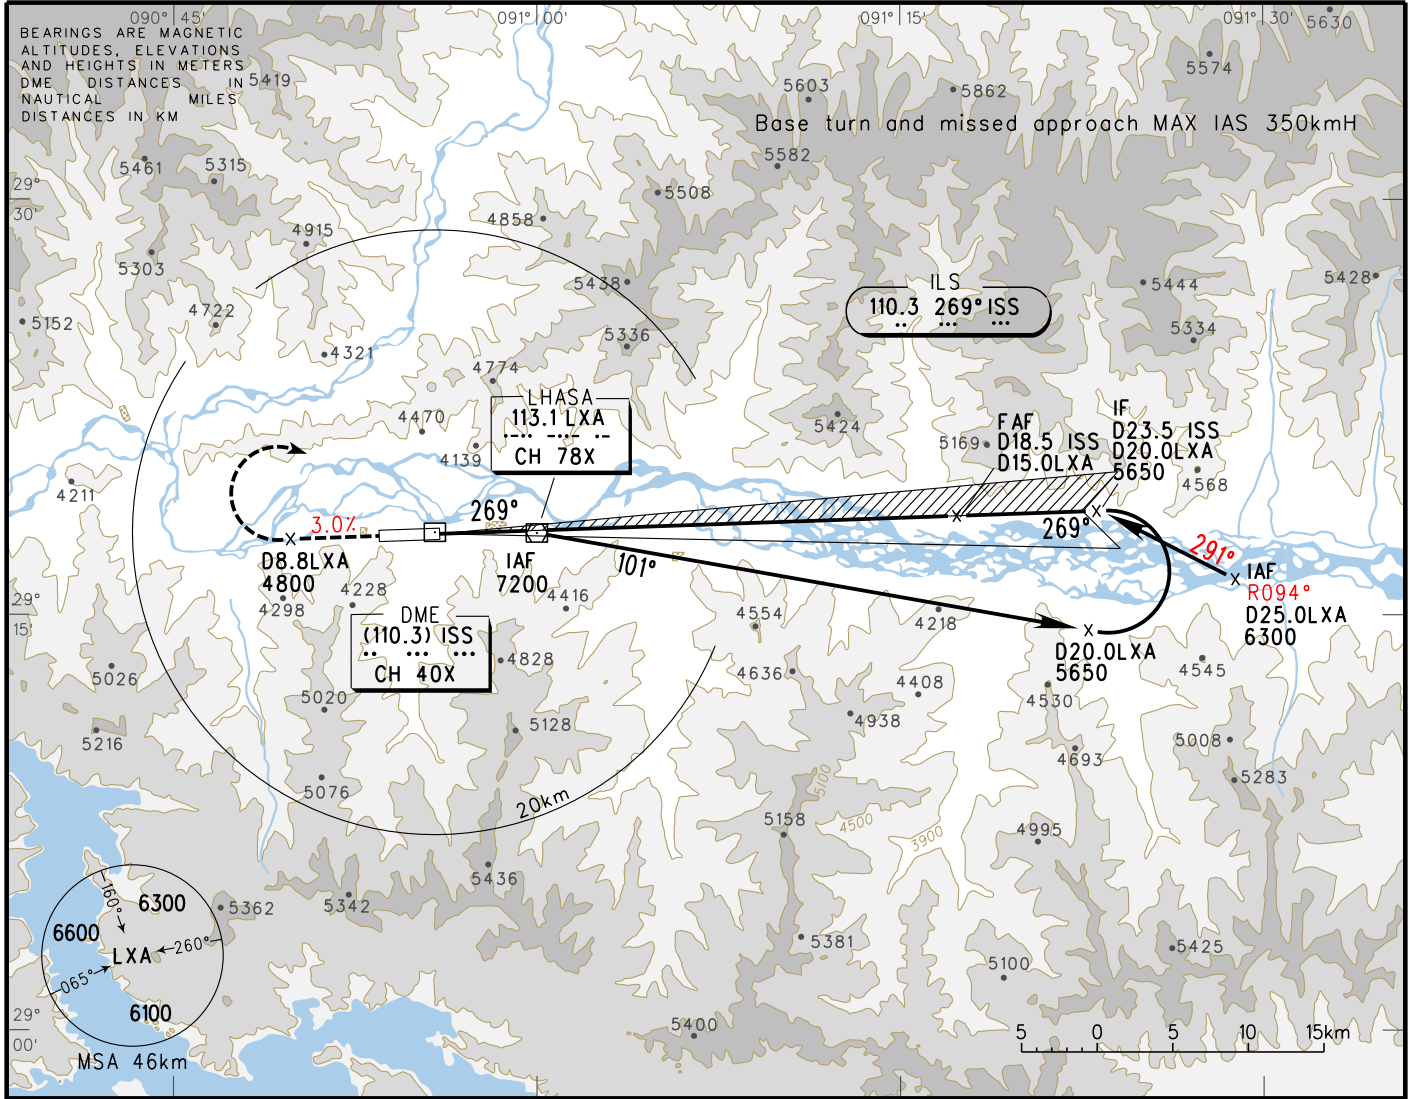 090° 45'
091° 00'
091° 15'
091° 30'
BEARINGS ARE MAGNETIC
ALTITUDES, ELEVATIONS
AND HEIGHTS IN METERS
DME DISTANCES IN
NAUTICAL MILES
DISTANCES IN KM
5419
5630
5574
5603
5862
Base turn and missed approach MAX IAS 350kmH
5461
5315
5582
5508
29°
30'
4858
4915
5303
5438
5444
5428
ILS
110.3 269° ISS
.. ... ...
4722
5152
5336
5334
4321
4774
LHASA
113.1 LXA
.-.. -..- .-
CH 78X
4470
4139
5424
5169
FAF
D18.5 ISS
D15.0LXA
IF
D23.5 ISS
D20.0LXA
5650
4568
4211
269°
3.0%
269°
291°
D8.8LXA
4800
IAF
7200
101°
IAF
R094°
D25.0LXA
6300
4228
4298
4416
4554
4218
29°
15'
DME
(110.3) ISS
.. ... ...
CH 40X
4828
D20.0LXA
5650
4636
4545
5026
4408
4530
5020
4938
5216
5128
4693
5008
5283
5076
5100
20km
5158
4500
3900
4995
5436
5362
5342
160°
6300
6600
LXA
260°
065°
6100
MSA 46km
5381
5425
5100
29°
00'
5400
5 0 5 10 15km